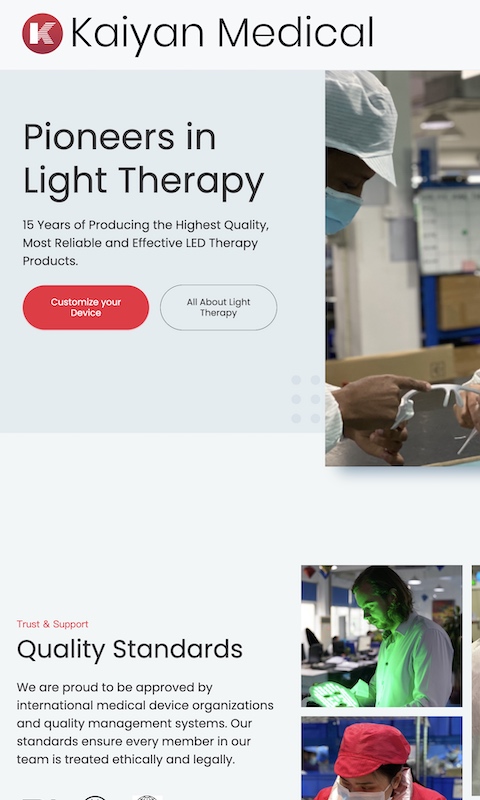 Kaiyan Medical
Pioneers in
Light Therapy
15 Years of Producing the Highest Quality,
Most Reliable and Effective LED Therapy
Products.
Customize your
Device
All About Light
Therapy
Trust & Support
Quality Standards
We are proud to be approved by
international medical device organizations
and quality management systems. Our
standards ensure every member in our
team is treated ethically and legally.